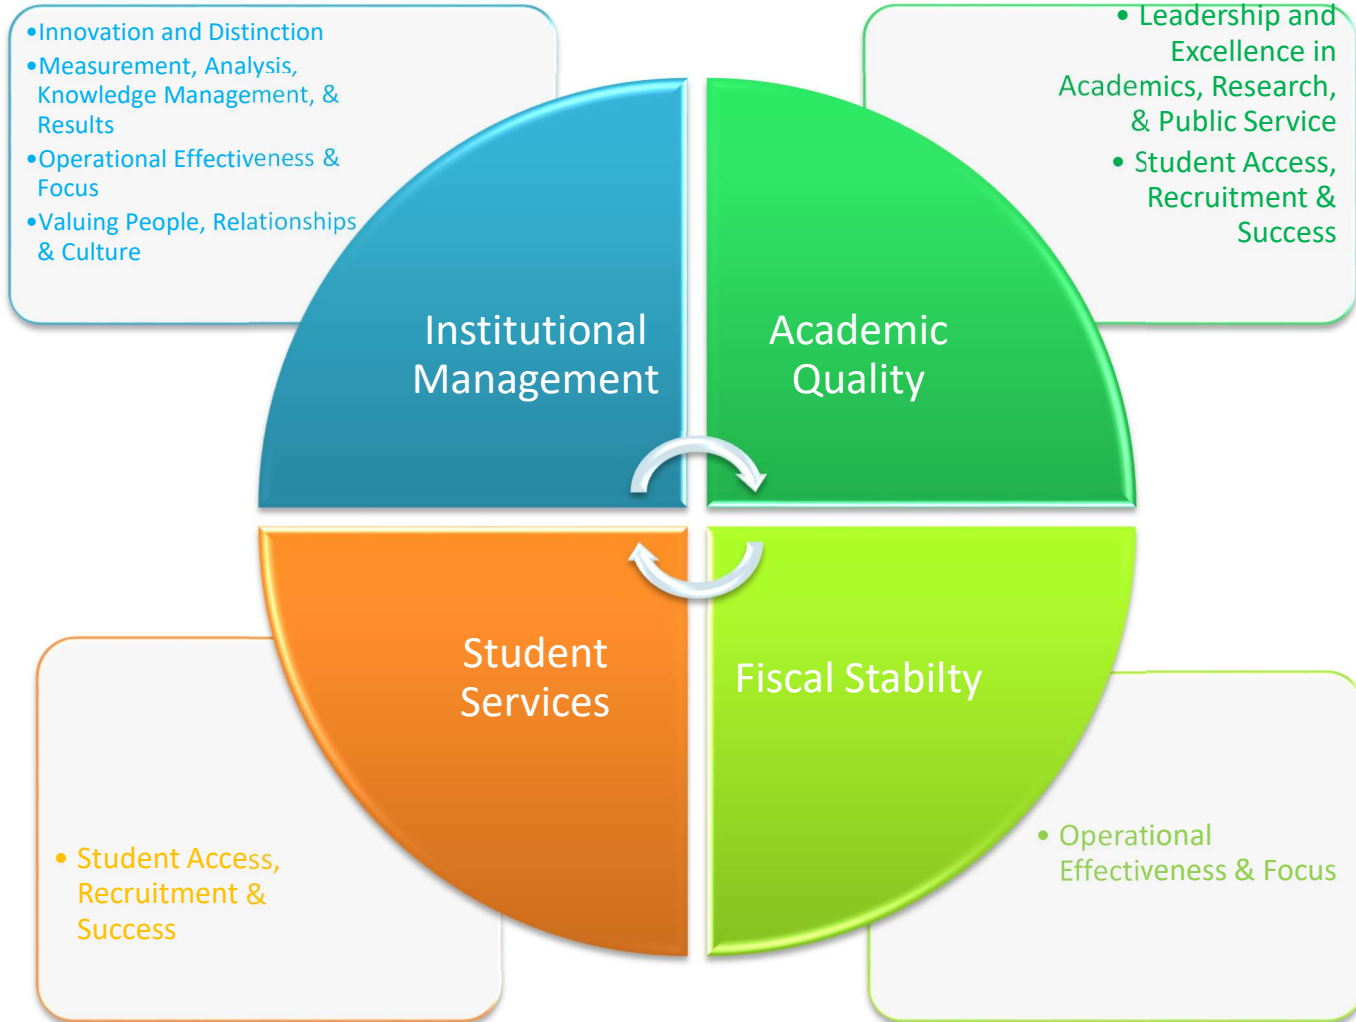 •Innovation and Distinction
•Measurement, Analysis,
Knowledge Management, &
Results
•Operational Effectiveness &
Focus
•Valuing People, Relationships
& Culture
• Leadership and
Excellence in
Academics, Research,
& Public Service
• Student Access,
Recruitment &
Success
Institutional
Management
Academic
Quality
Student
Services
Fiscal Stabilty
• Student Access,
Recruitment &
Success
• Operational
Effectiveness & Focus